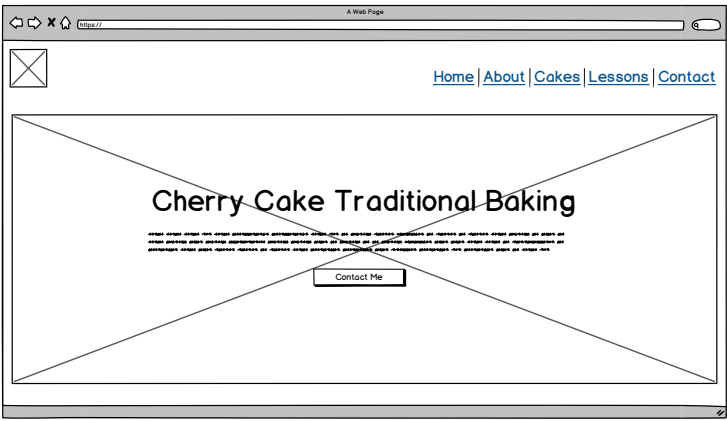 A Web Page
https://
Home About Cakes Lessons Contact
Cherry Cake Traditional Baking
Contact Me